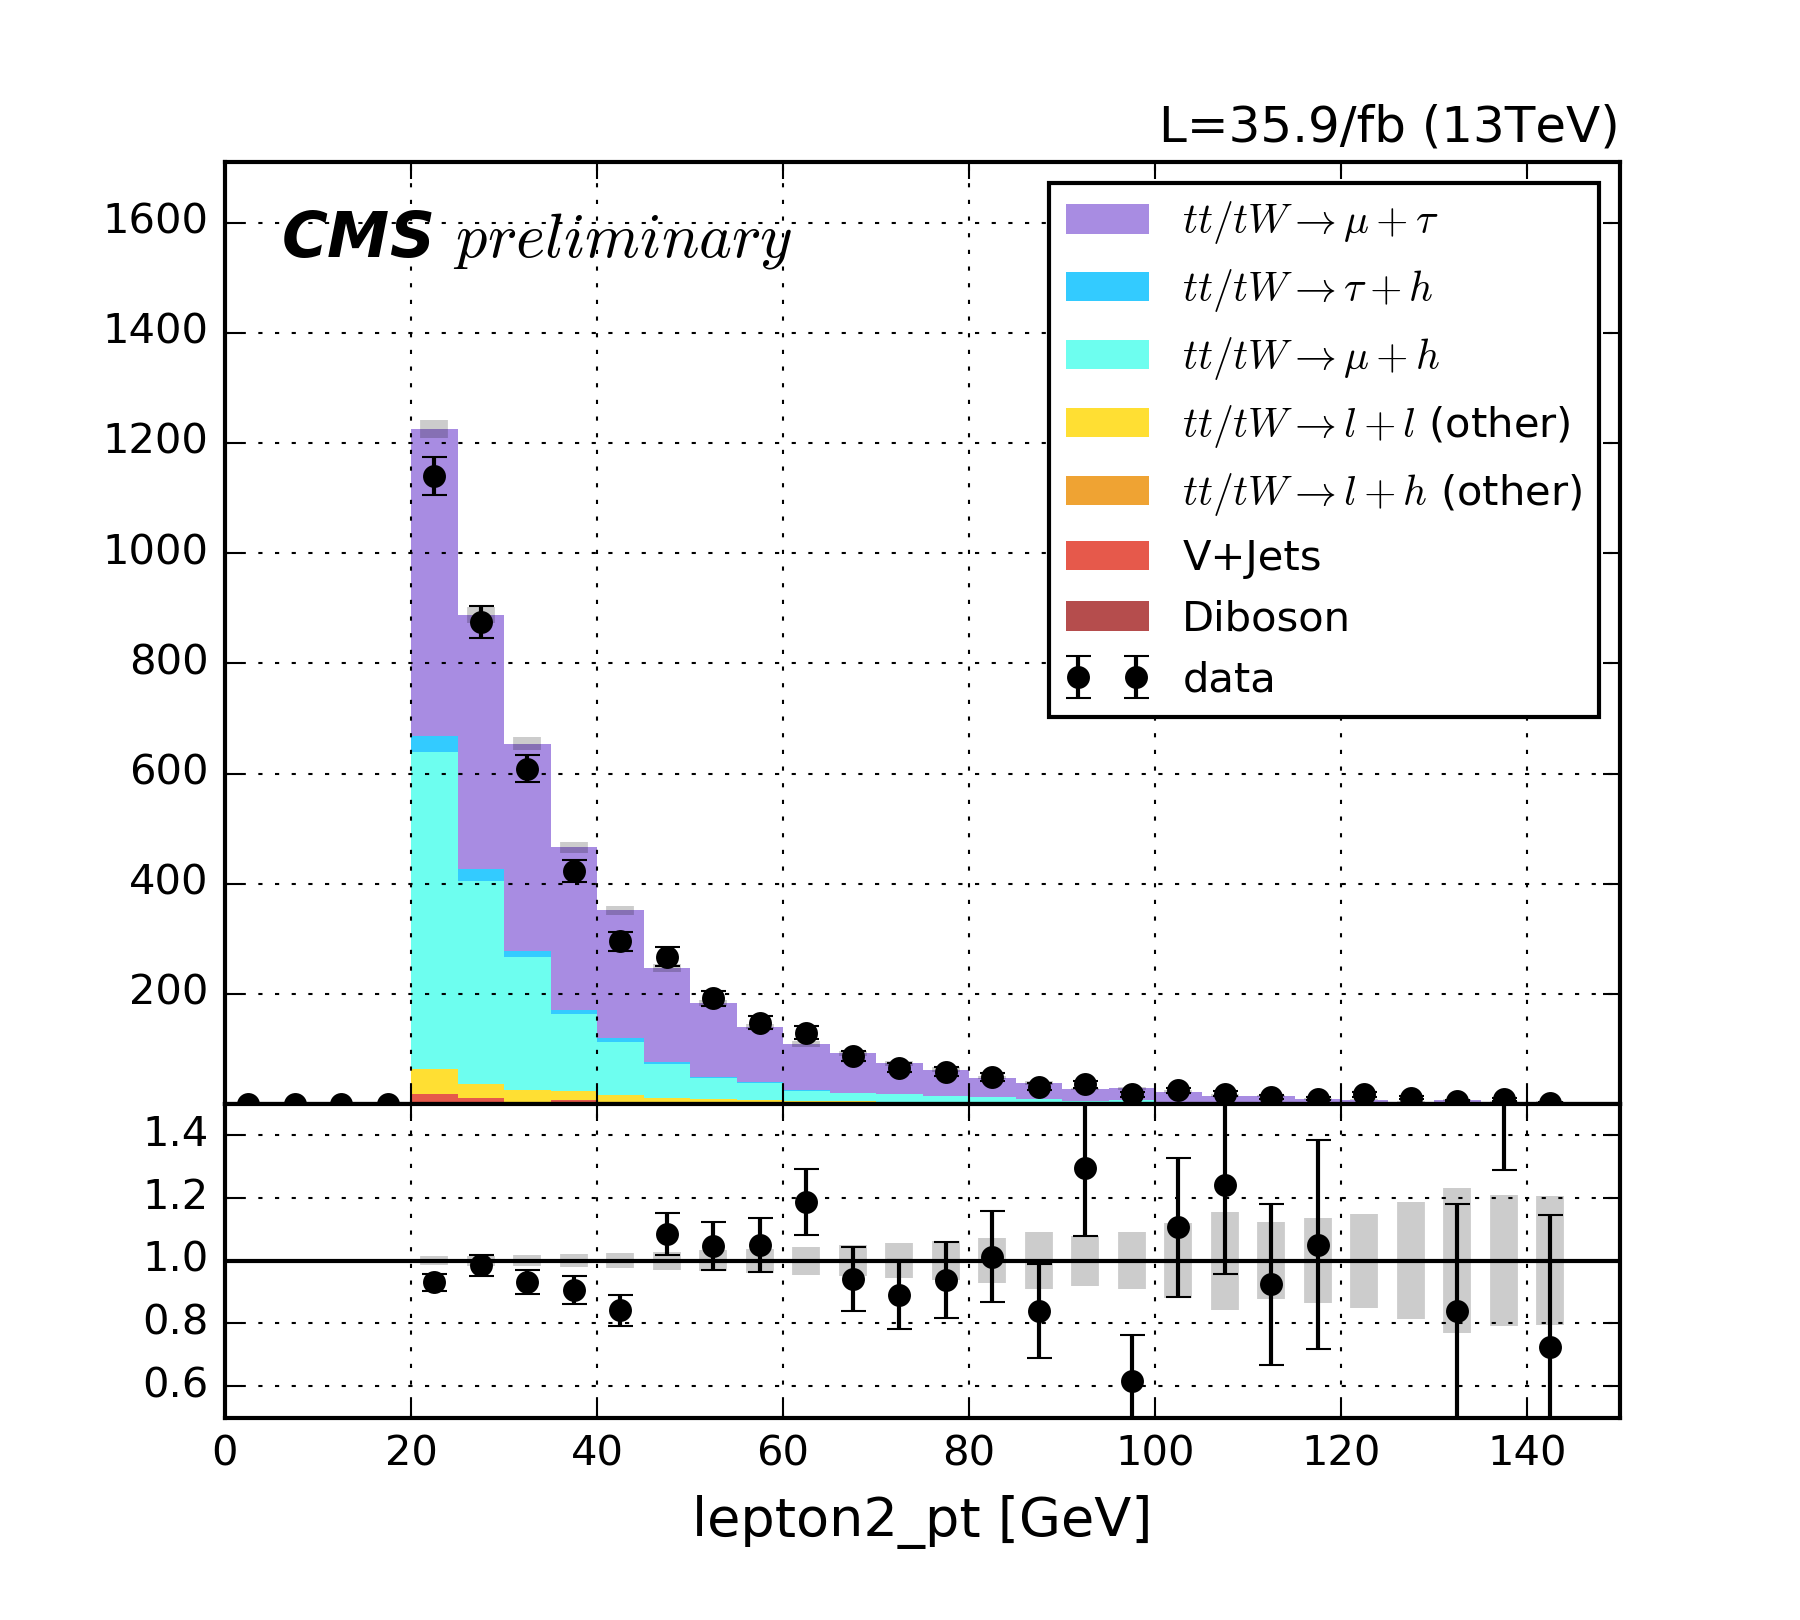 L=35.9/fb (13TeV)
CMS preliminary
1600
1400
1200
1000
800
600
400
200
tt/tW→μ+τ
tt/tW→τ+h
tt/tW→μ+h
tt/tW→l+l (other)
tt/tW→l+h (other)
V+Jets
Diboson
data
1.4
1.2
1.0
0.8
0.6
0 20 40 60 80 100 120 140
lepton2_pt [GeV]